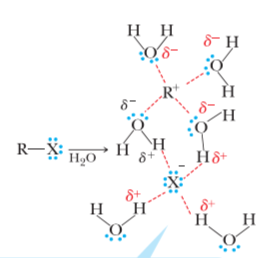 H H
O δ− δ− H
O
R⁺ H
δ− δ−
O O H
R—X: H₂O → H H H δ+
δ+ −
X
δ+ δ+
H H H H
O O